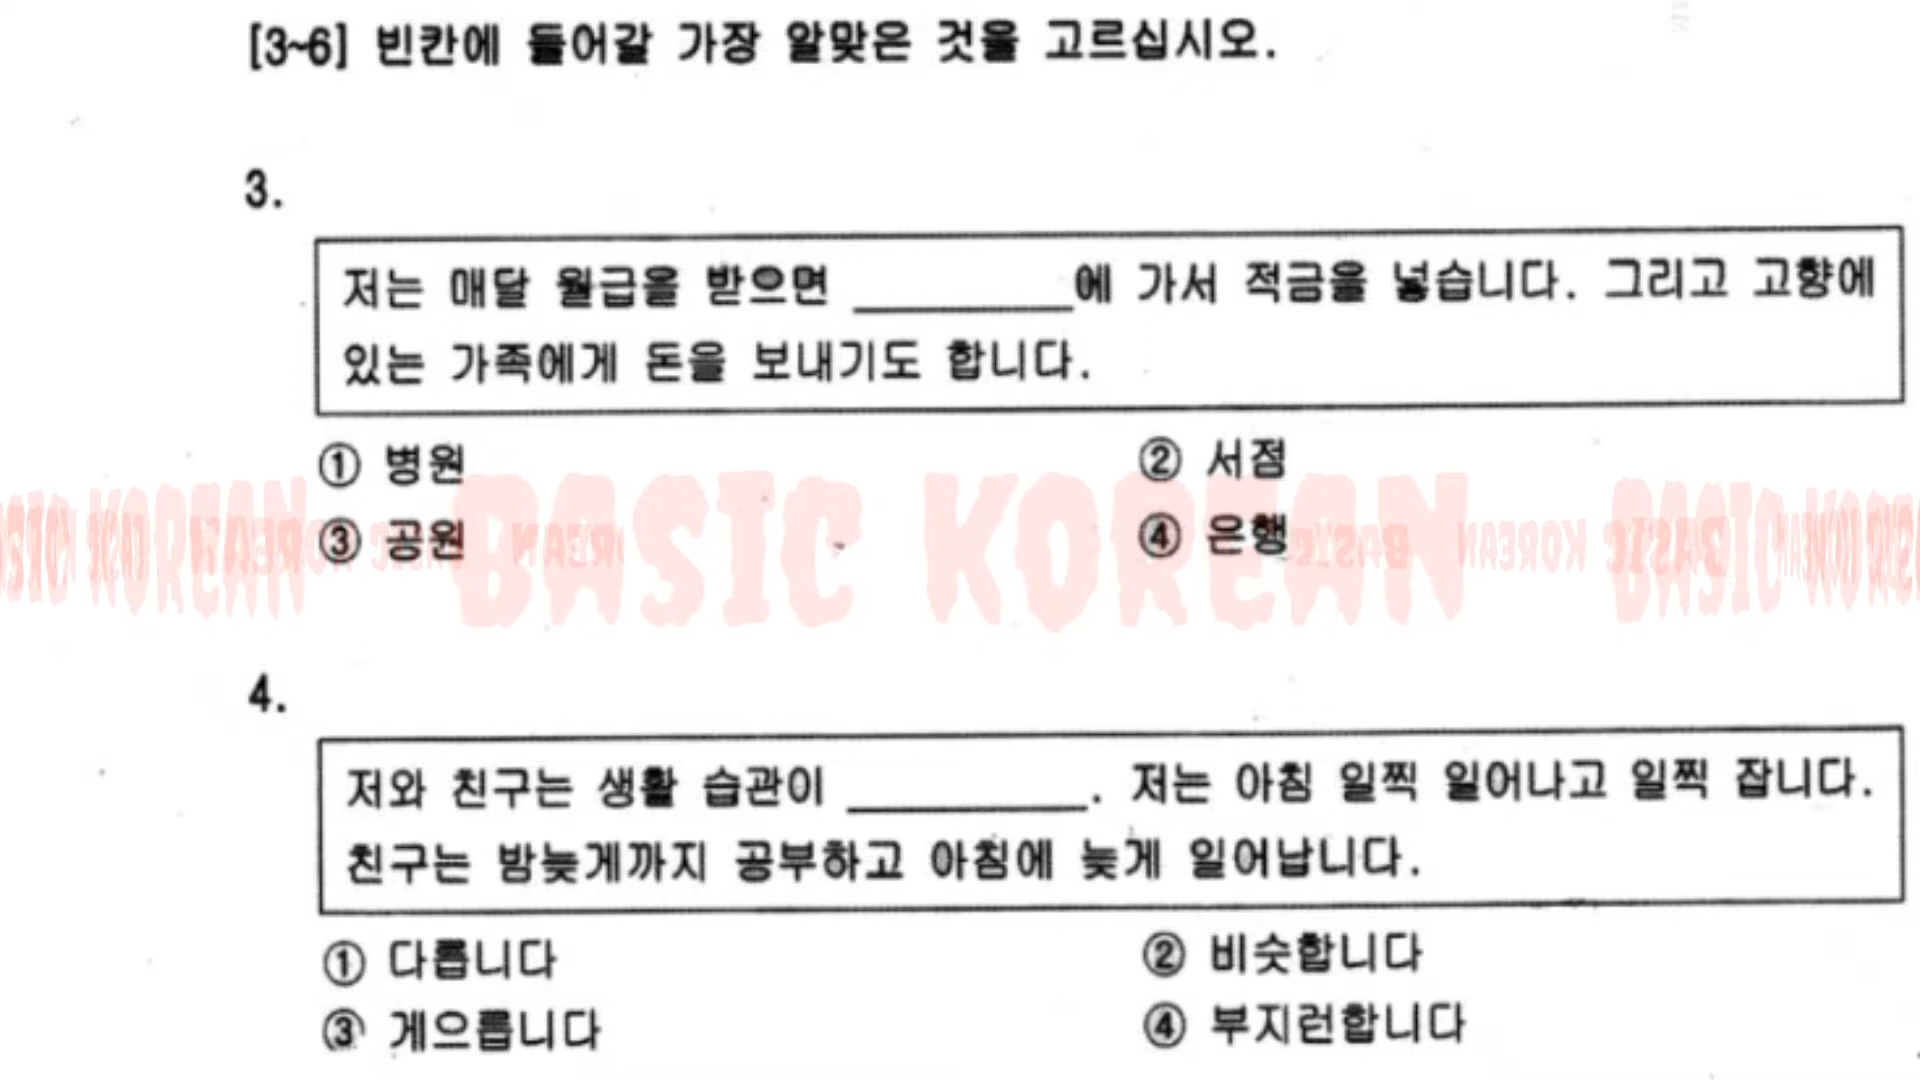 [3~6] 빈칸에 들어갈 가장 알맞은 것을 고르십시오.
3.
저는 매달 월급을 받으면 __________에 가서 적금을 넣습니다. 그리고 고향에
있는 가족에게 돈을 보내기도 합니다.
① 병원
② 서점
③ 공원
④ 은행
BASIC KOREAN
4.
저와 친구는 생활 습관이 ___________. 저는 아침 일찍 일어나고 일찍 잡니다.
친구는 밤늦게까지 공부하고 아침에 늦게 일어납니다.
① 다릅니다
② 비슷합니다
③ 게으릅니다
④ 부지런합니다